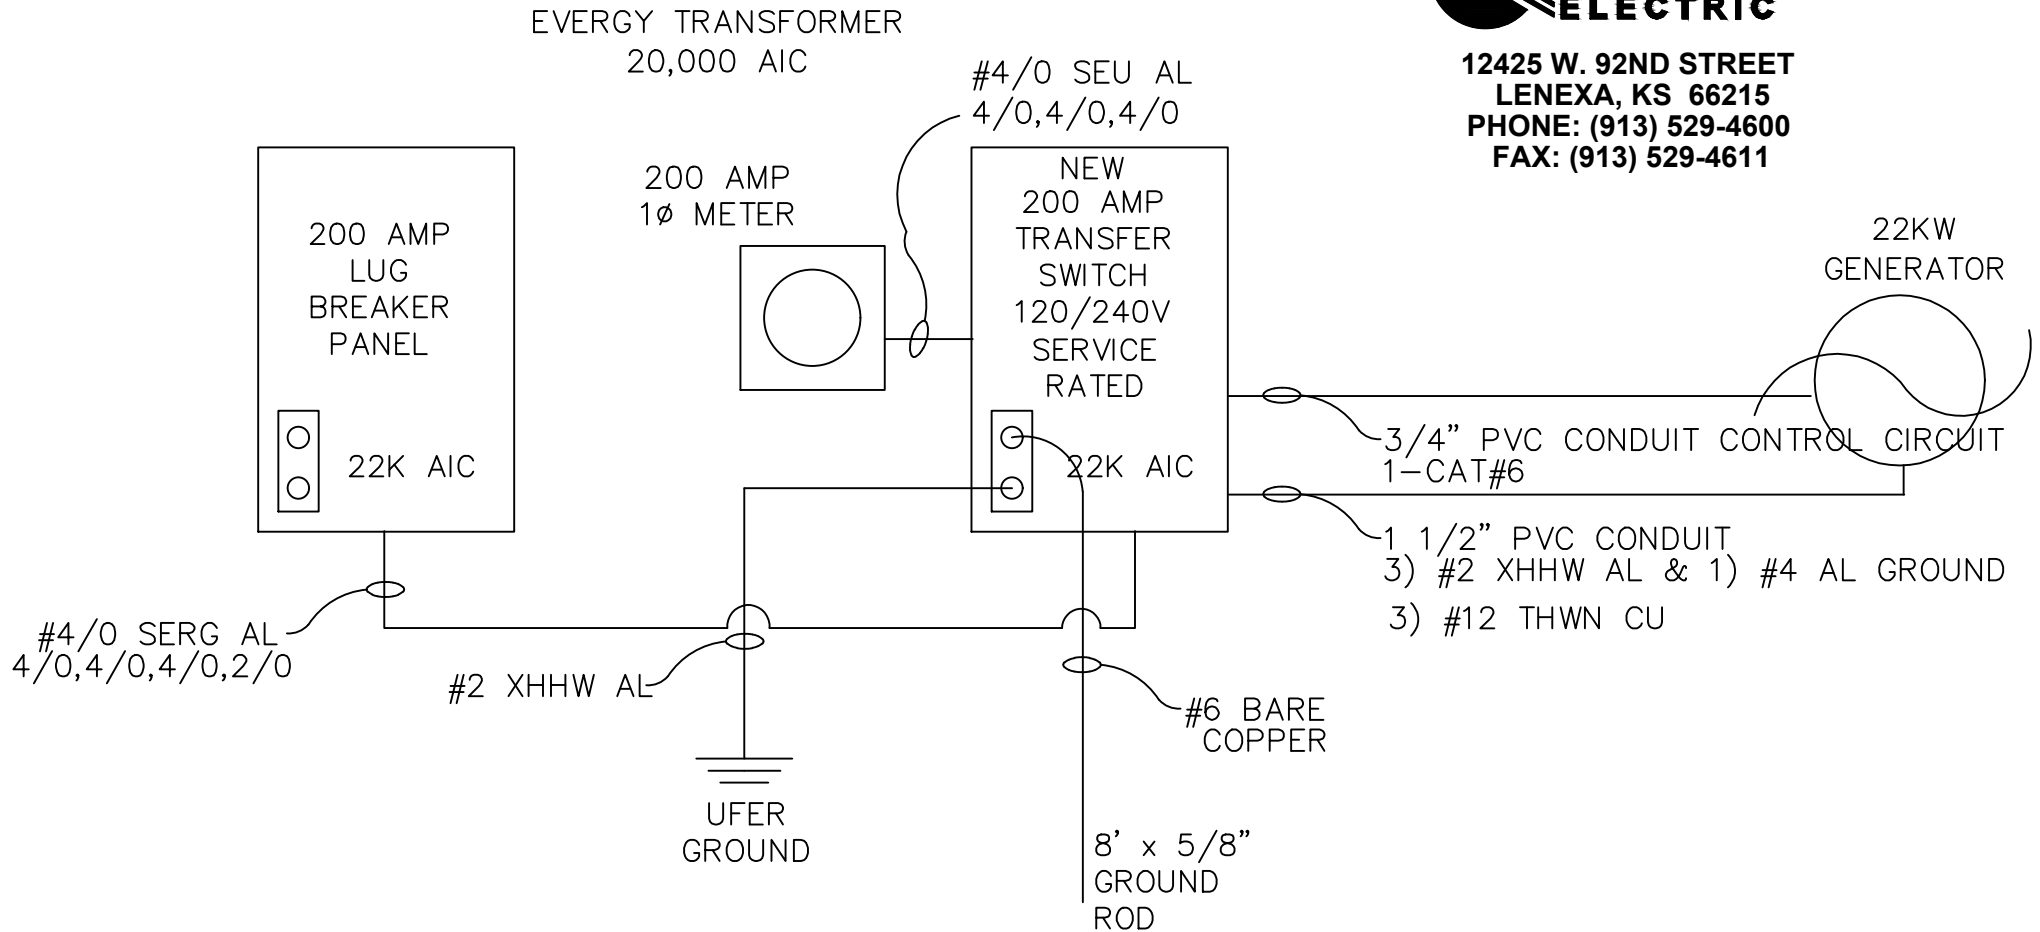 EVERGY TRANSFORMER
20,000 AIC
ELECTRIC
12425 W. 92ND STREET
LENEXA, KS 66215
PHONE: (913) 529-4600
FAX: (913) 529-4611
#4/0 SEU AL
4/0,4/0,4/0
200 AMP
1ø METER
200 AMP
LUG
BREAKER
PANEL
22K AIC
NEW
200 AMP
TRANSFER
SWITCH
120/240V
SERVICE
RATED
22K AIC
22KW
GENERATOR
3/4” PVC CONDUIT CONTROL CIRCUIT
1-CAT#6
1 1/2” PVC CONDUIT
3) #2 XHHW AL & 1) #4 AL GROUND
3) #12 THWN CU
#4/0 SERG AL
4/0,4/0,4/0,2/0
#2 XHHW AL
#6 BARE
COPPER
UFER
GROUND
8’ x 5/8”
GROUND
ROD